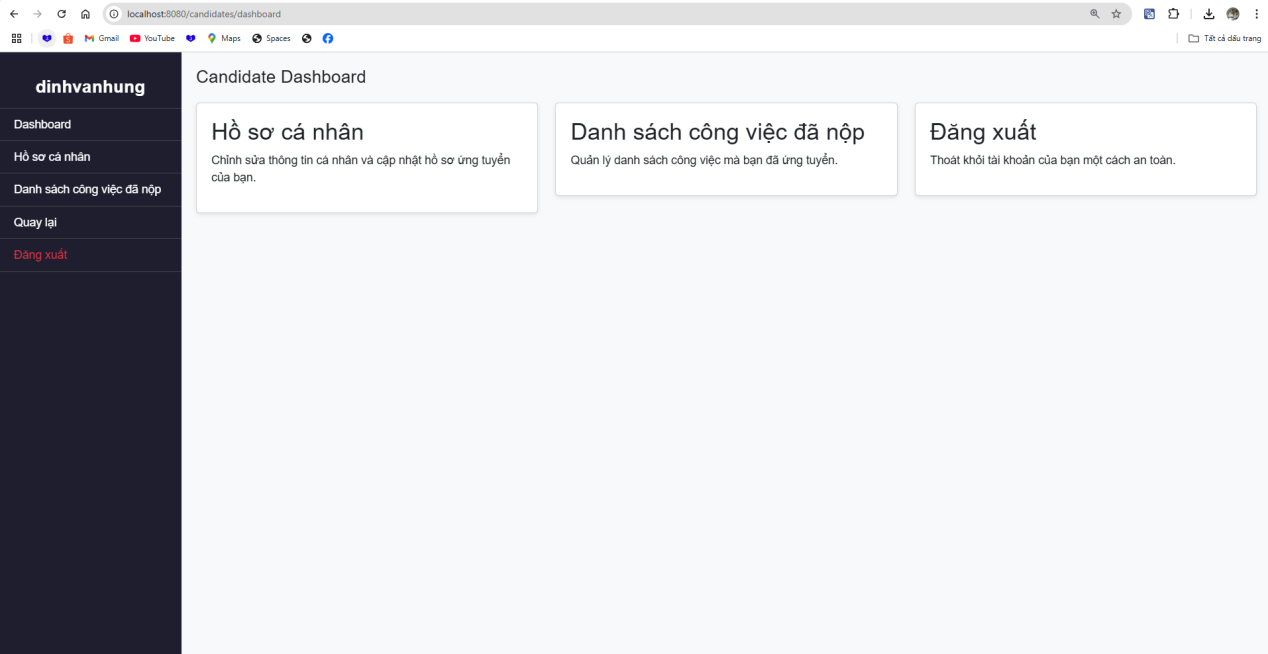 localhost:8080/candidates/dashboard
Gmail YouTube Maps Spaces Tất cả dấu trang
dinhvanhung
Dashboard
Hồ sơ cá nhân
Danh sách công việc đã nộp
Quay lại
Đăng xuất
Candidate Dashboard
Hồ sơ cá nhân
Chỉnh sửa thông tin cá nhân và cập nhật hồ sơ ứng tuyển
của bạn.
Danh sách công việc đã nộp
Quản lý danh sách công việc mà bạn đã ứng tuyển.
Đăng xuất
Thoát khỏi tài khoản của bạn một cách an toàn.